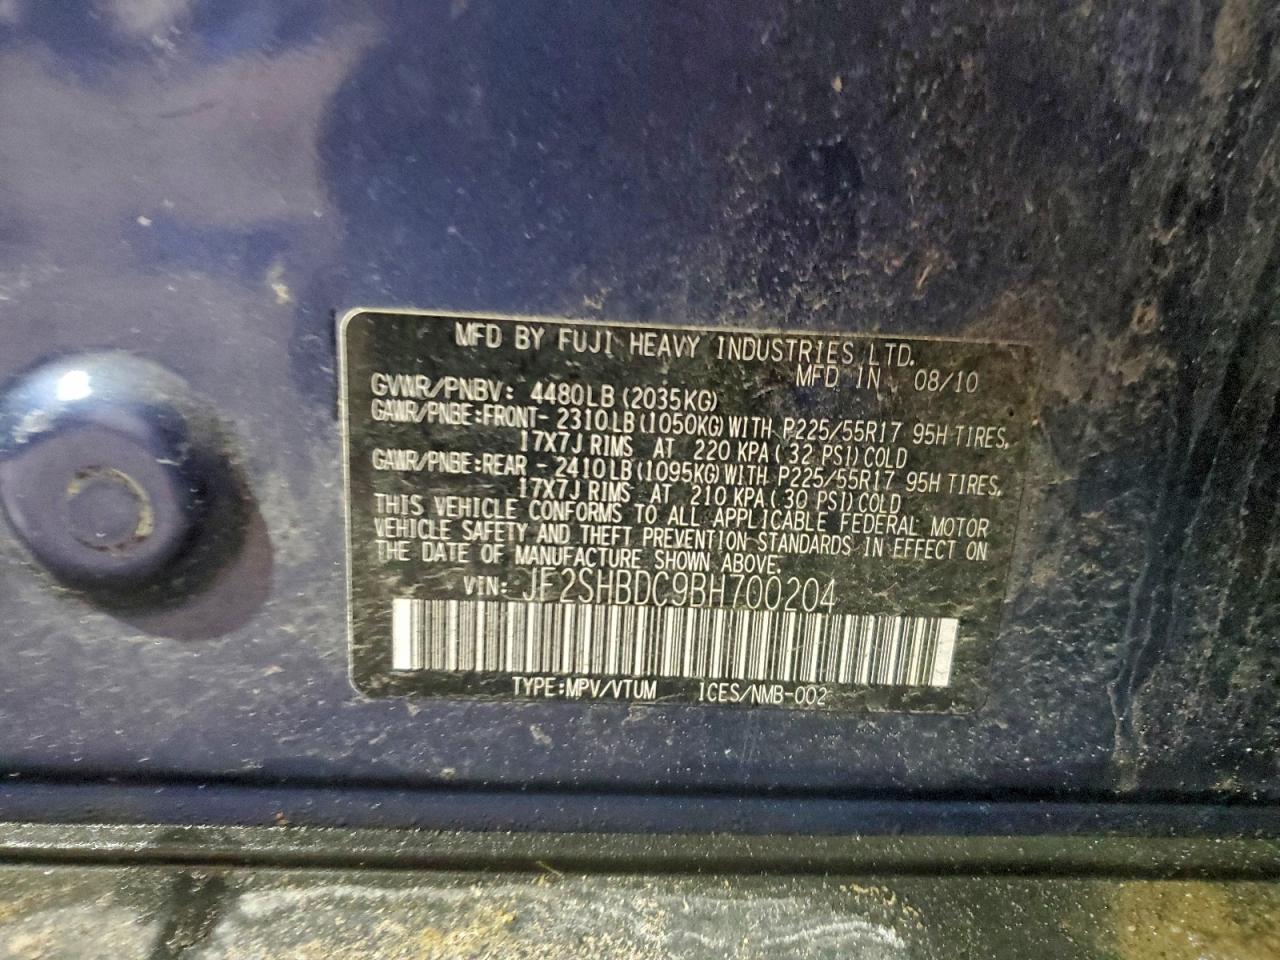 MFD BY FUJI HEAVY INDUSTRIES LTD.
MFD IN 08/10
GVWR/PNBV: 4480LB (2035KG)
GAWR/PNBE:FRONT- 2310LB(1050KG) WITH P225/55R17 95H TIRES,
17X7J RIMS AT 220 KPA( 32 PSI) COLD
GAWR/PNBE:REAR - 2410LB(1095KG) WITH P225/55R17 95H TIRES,
17X7J RIMS AT 210 KPA( 30 PSI) COLD
THIS VEHICLE CONFORMS TO ALL APPLICABLE FEDERAL MOTOR
VEHICLE SAFETY AND THEFT PREVENTION STANDARDS IN EFFECT ON
THE DATE OF MANUFACTURE SHOWN ABOVE.
VIN: JF2SHBDC9BH700204
TYPE:MPV/VTUM ICES/NMB-002